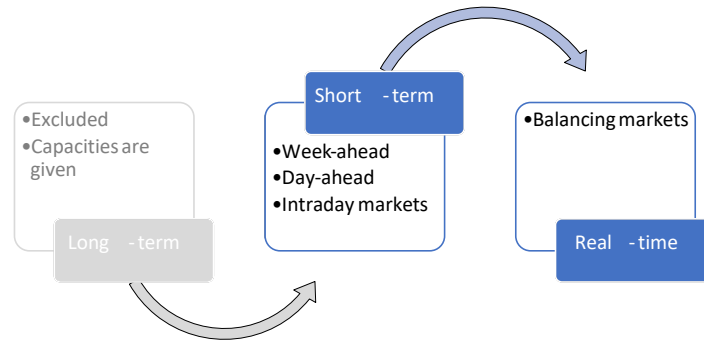 •Excluded
•Capacities are
given
Long -term
Short -term
•Week-ahead
•Day-ahead
•Intraday markets
•Balancing markets
Real -time